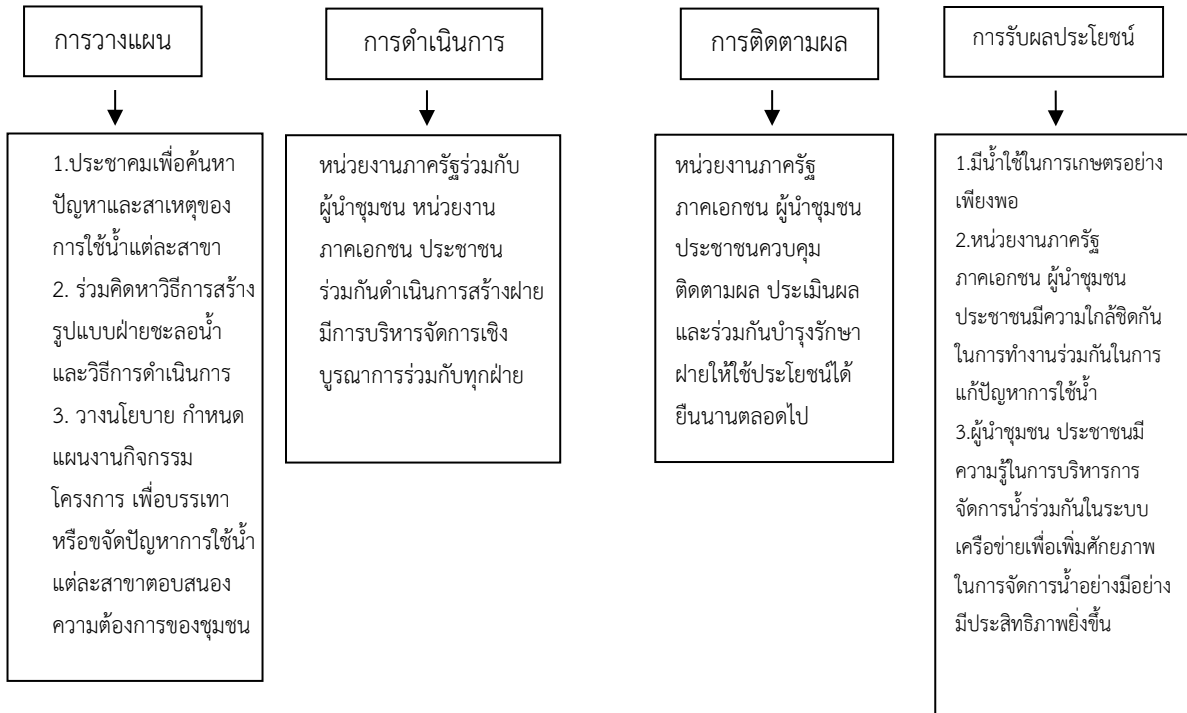 การวางแผน
1.ประชาคมเพื่อค้นหา
ปัญหาและสาเหตุของ
การใช้น้ำแต่ละสาขา
2. ร่วมคิดหาวิธีการสร้าง
รูปแบบฝ่ายชะลอน้ำ
และวิธีการดำเนินการ
3. วางนโยบาย กำหนด
แผนงานกิจกรรม
โครงการ เพื่อบรรเทา
หรือขจัดปัญหาการใช้น้ำ
แต่ละสาขาตอบสนอง
ความต้องการของชุมชน
การดำเนินการ
หน่วยงานภาครัฐร่วมกับ
ผู้นำชุมชน หน่วยงาน
ภาคเอกชน ประชาชน
ร่วมกันดำเนินการสร้างฝาย
มีการบริหารจัดการเชิง
บูรณาการร่วมกับทุกฝ่าย
การติดตามผล
หน่วยงานภาครัฐ
ภาคเอกชน ผู้นำชุมชน
ประชาชนควบคุม
ติดตามผล ประเมินผล
และร่วมกันบำรุงรักษา
ฝายให้ใช้ประโยชน์ได้
ยืนนานตลอดไป
การรับผลประโยชน์
1.มีน้ำใช้ในการเกษตรอย่าง
เพียงพอ
2.หน่วยงานภาครัฐ
ภาคเอกชน ผู้นำชุมชน
ประชาชนมีความใกล้ชิดกัน
ในการทำงานร่วมกันในการ
แก้ปัญหาการใช้น้ำ
3.ผู้นำชุมชน ประชาชนมี
ความรู้ในการบริหารการ
จัดการน้ำร่วมกันในระบบ
เครือข่ายเพื่อเพิ่มศักยภาพ
ในการจัดการน้ำอย่างมีอย่าง
มีประสิทธิภาพยิ่งขึ้น